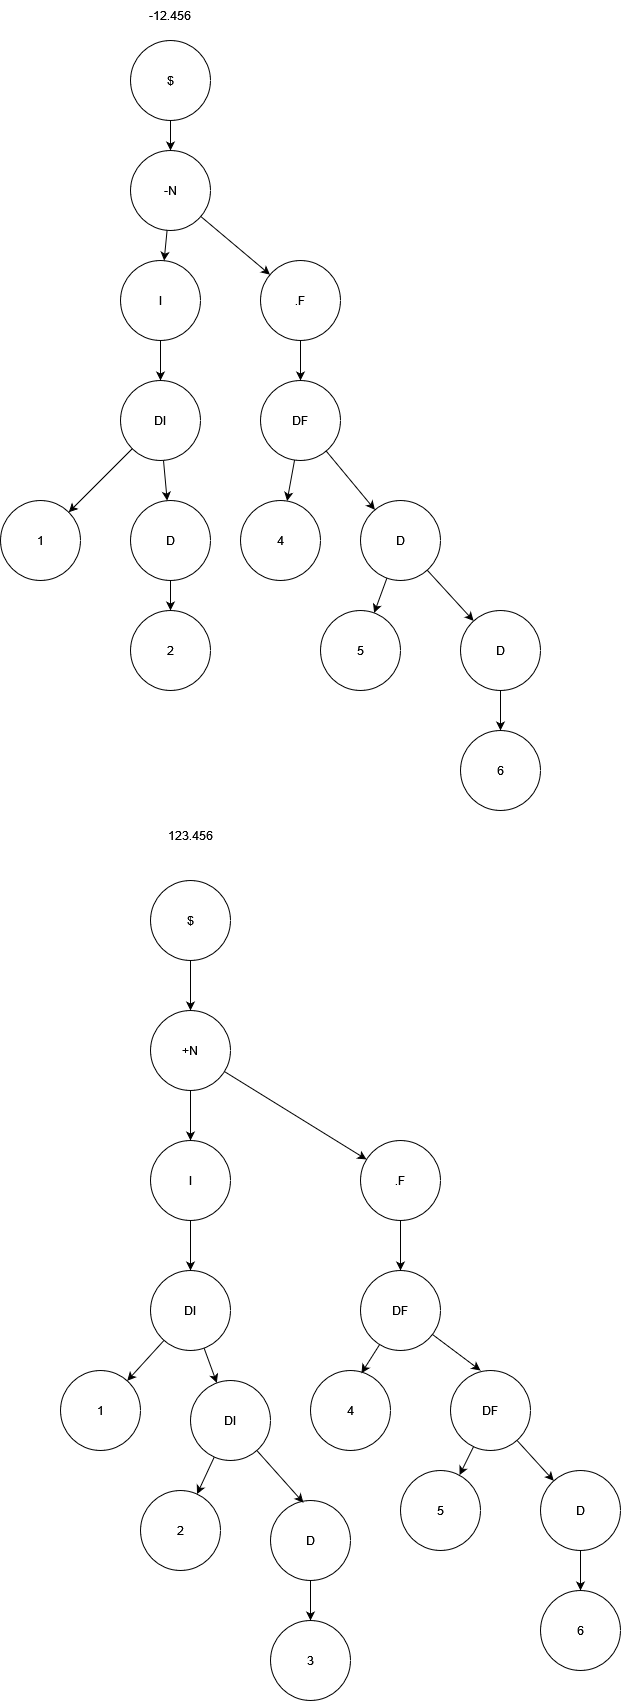 -12.456
$
-N
I .F
DI DF
1 D 4 D
2 5 D
6
123.456
$
+N
I .F
DI DF
1 DI 4 DF
2 D 5 D
3 6